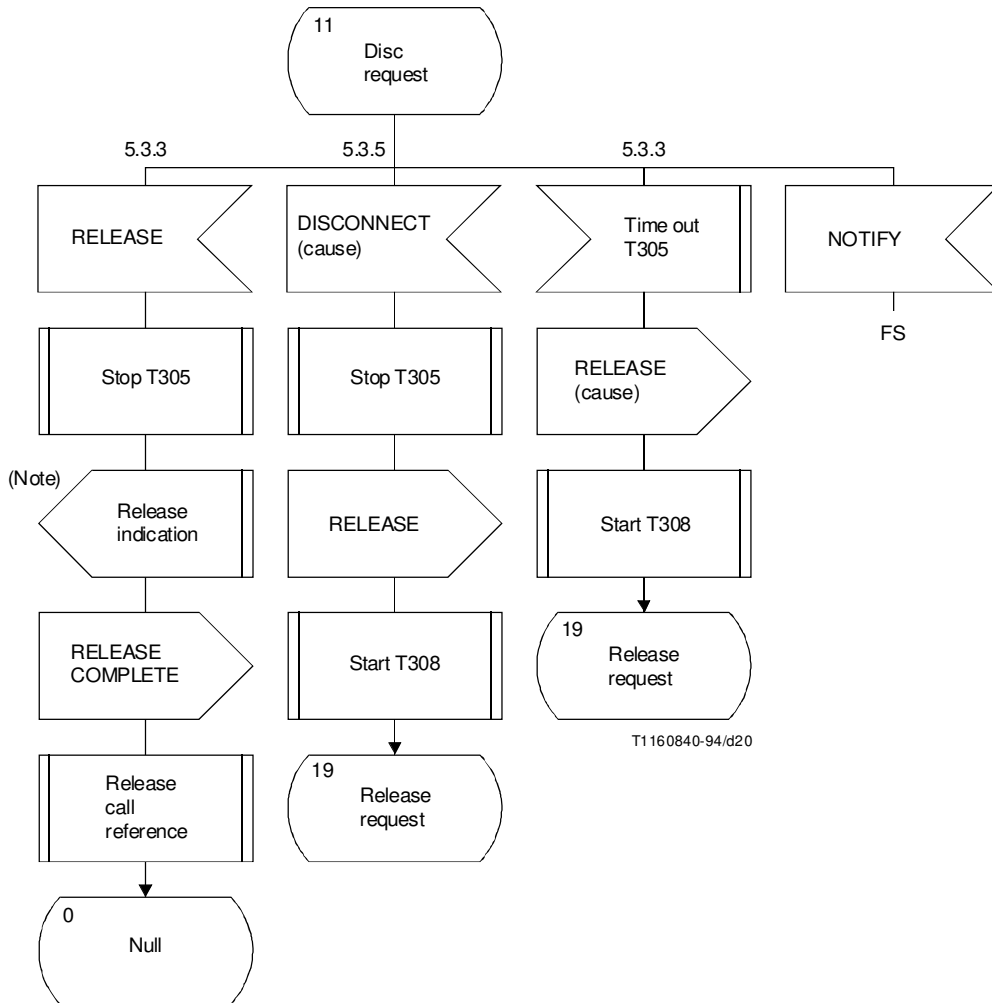 11
Disc
request
5.3.3
5.3.5
5.3.3
RELEASE
DISCONNECT
(cause)
Time out
T305
NOTIFY
FS
Stop T305
Stop T305
RELEASE
(cause)
(Note)
Release
indication
RELEASE
Start T308
RELEASE
COMPLETE
Start T308
19
Release
request
T1160840-94/d20
Release
call
reference
19
Release
request
0
Null